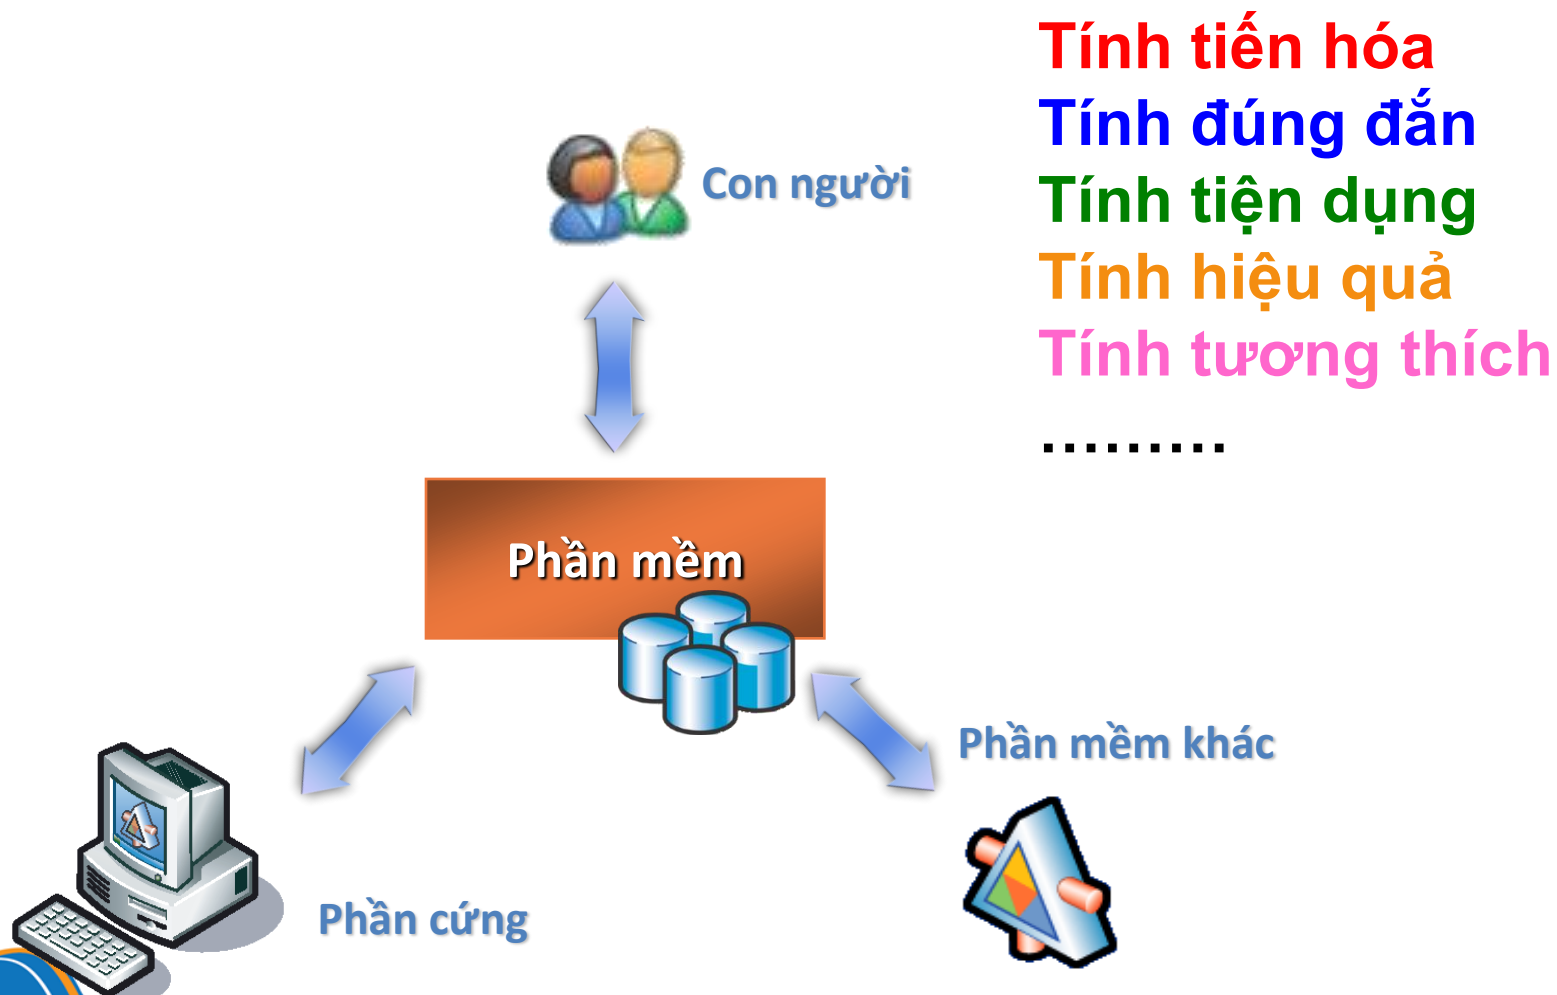 Tính tiến hóa
Tính đúng đắn
Tính tiện dụng
Tính hiệu quả
Tính tương thích
.........
Con người
Phần mềm
Phần mềm khác
Phần cứng